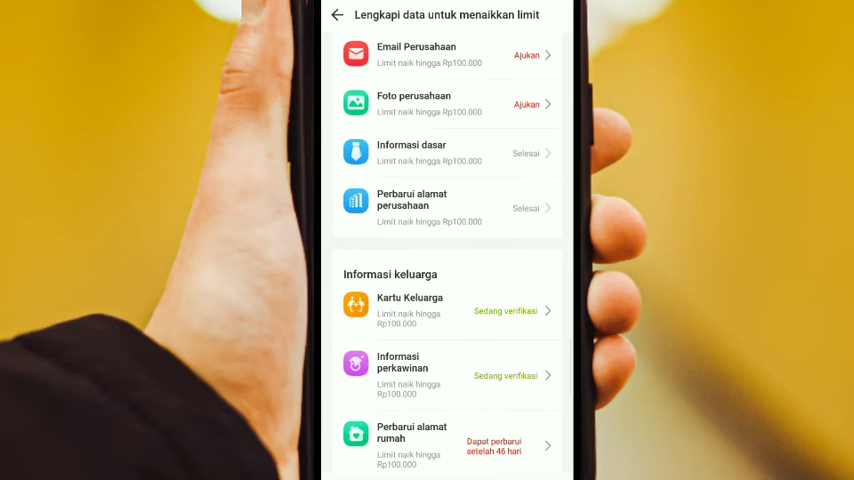 Lengkapi data untuk menaikkan limit
Email Perusahaan
Limit naik hingga Rp100.000
Ajukan
Foto perusahaan
Limit naik hingga Rp100.000
Ajukan
Informasi dasar
Limit naik hingga Rp100.000
Selesai
Perbarui alamat
perusahaan
Limit naik hingga Rp100.000
Selesai
Informasi keluarga
Kartu Keluarga
Limit naik hingga
Rp100.000
Sedang verifikasi
Informasi
perkawinan
Limit naik hingga
Rp100.000
Sedang verifikasi
Perbarui alamat
rumah
Limit naik hingga
Rp100.000
Dapat perbarui
setelah 46 hari